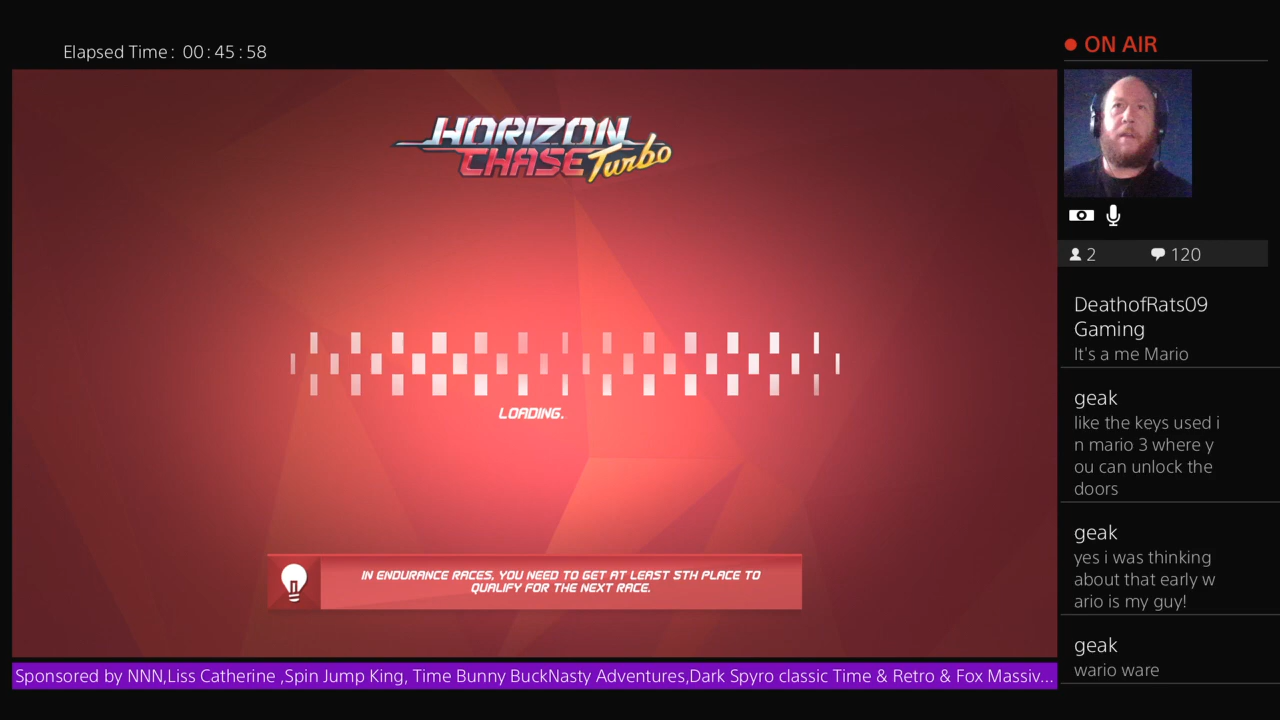 Elapsed Time: 00:45:58
HORIZON
CHASE Turbo
LOADING.
IN ENDURANCE RACES, YOU NEED TO GET AT LEAST 5TH PLACE TO
QUALIFY FOR THE NEXT RACE.
Sponsored by NNN,Liss Catherine ,Spin Jump King, Time Bunny BuckNasty Adventures,Dark Spyro classic Time & Retro & Fox Massiv...
ON AIR
2
120
DeathofRats09
Gaming
It's a me Mario
geak
like the keys used i
n mario 3 where y
ou can unlock the
doors
geak
yes i was thinking
about that early w
ario is my guy!
geak
wario ware